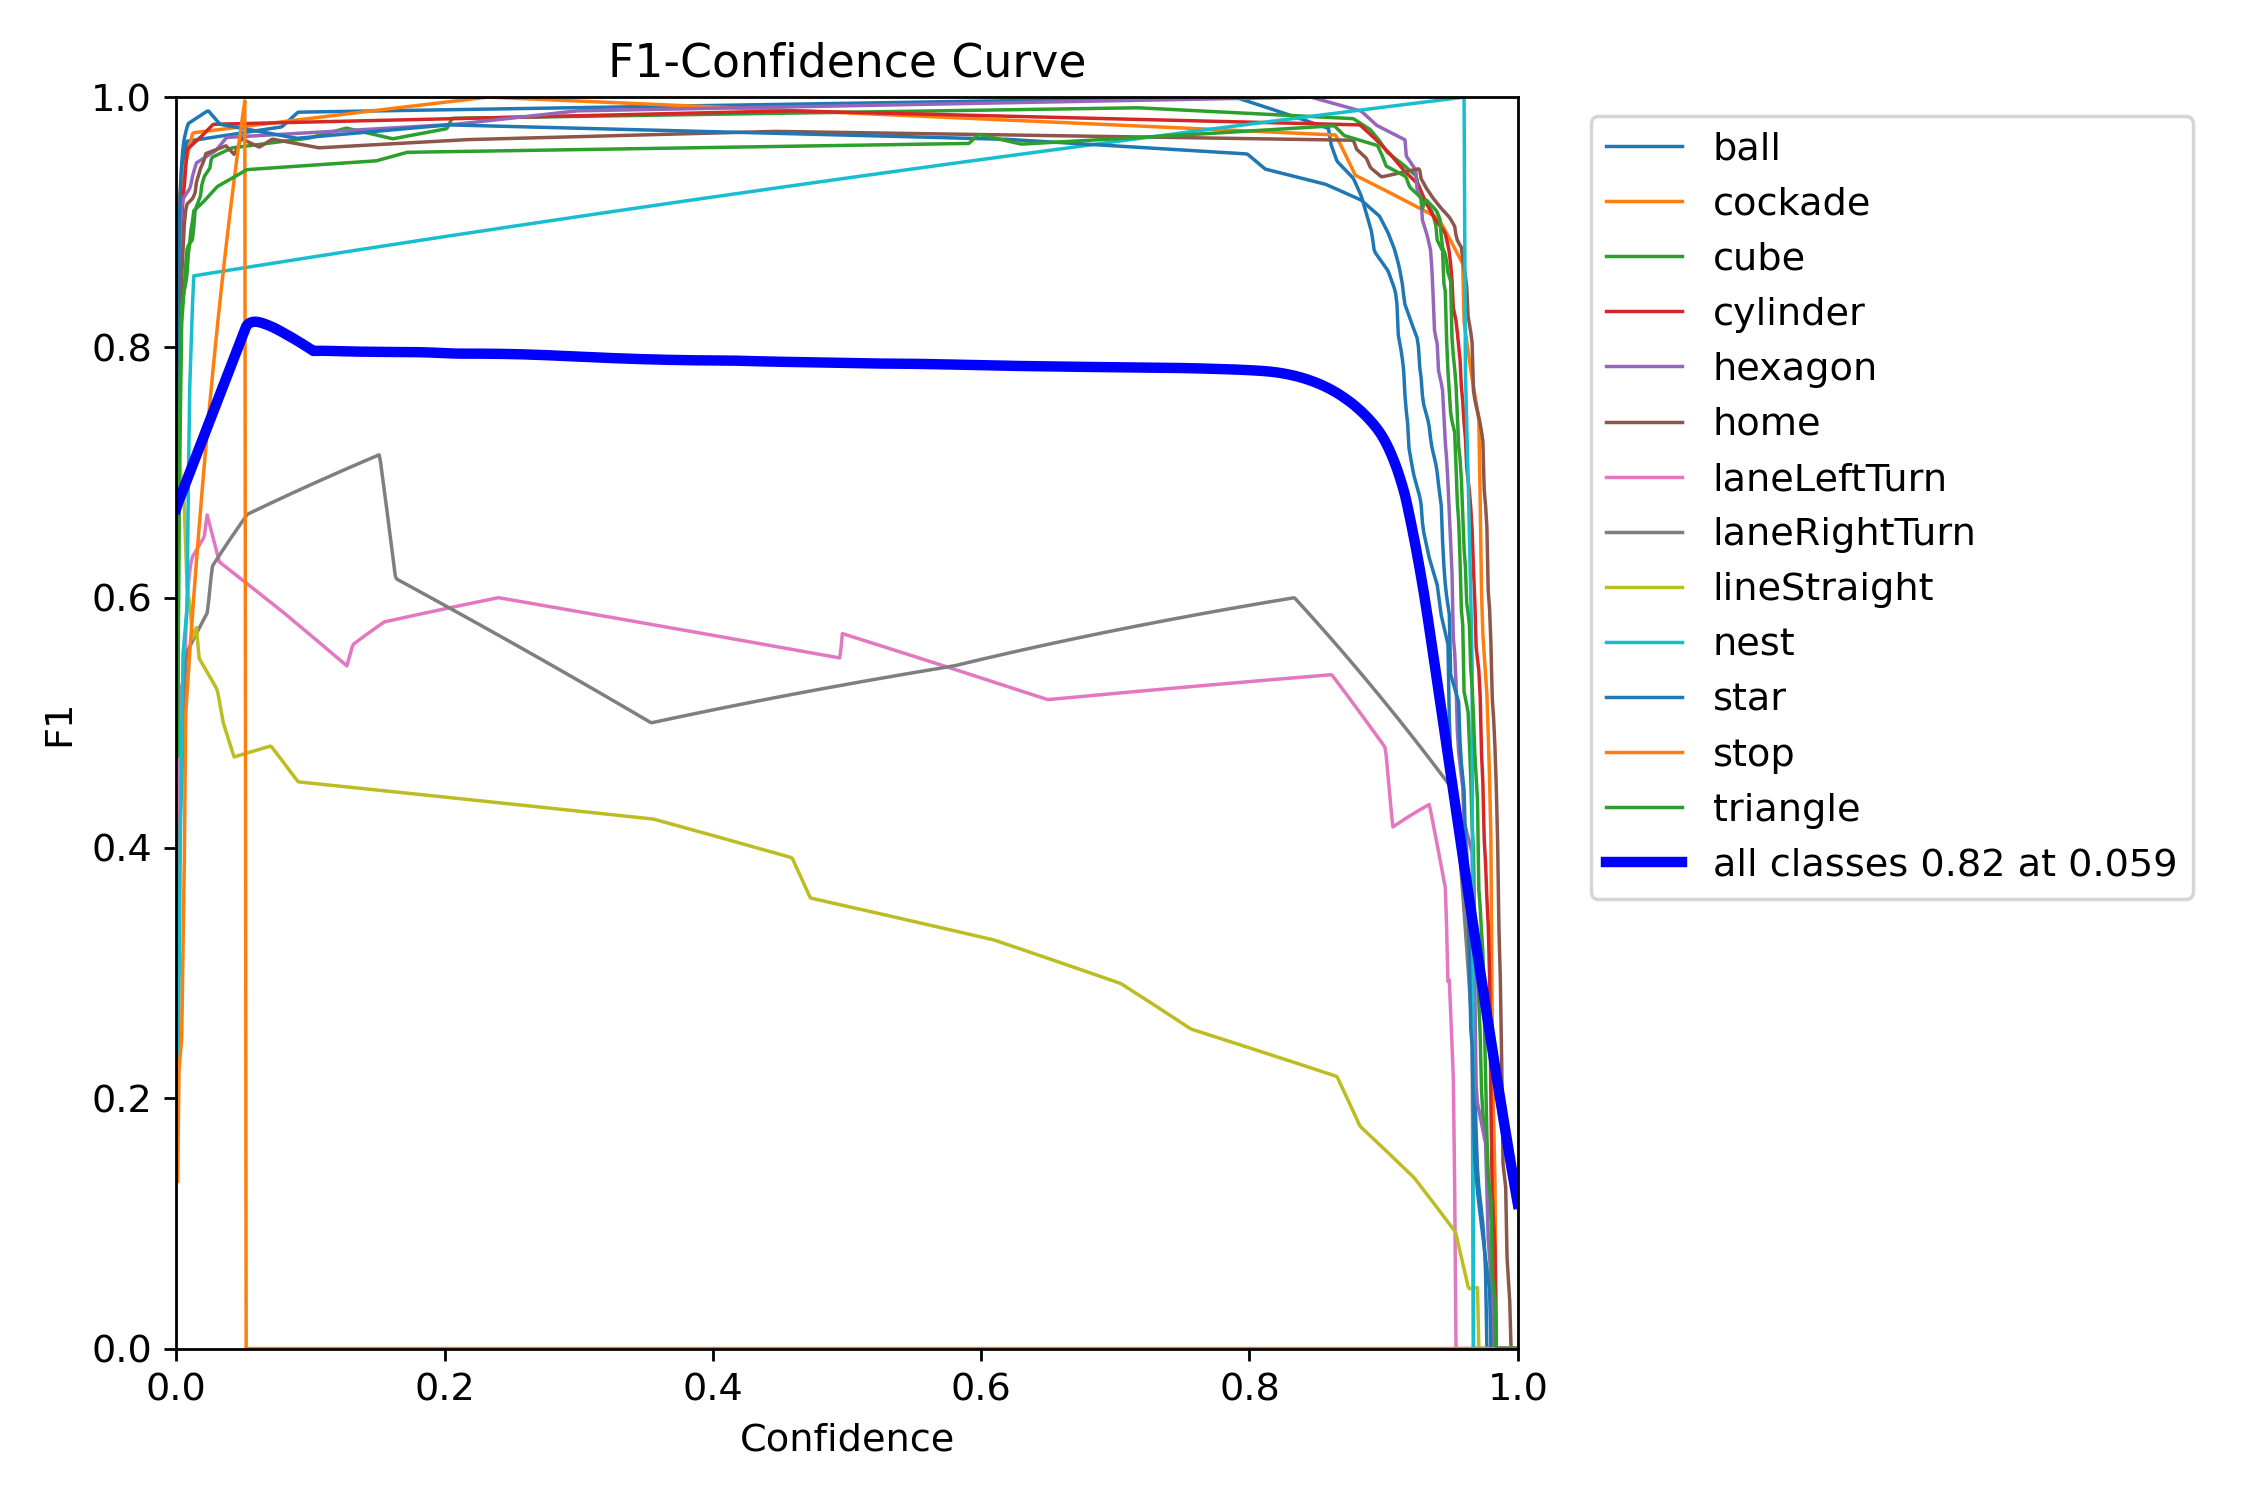 F1-Confidence Curve
1.0
0.8
0.6
0.4
0.2
0.0
F1
0.0 0.2 0.4 0.6 0.8 1.0
Confidence
ball
cockade
cube
cylinder
hexagon
home
laneLeftTurn
laneRightTurn
lineStraight
nest
star
stop
triangle
all classes 0.82 at 0.059